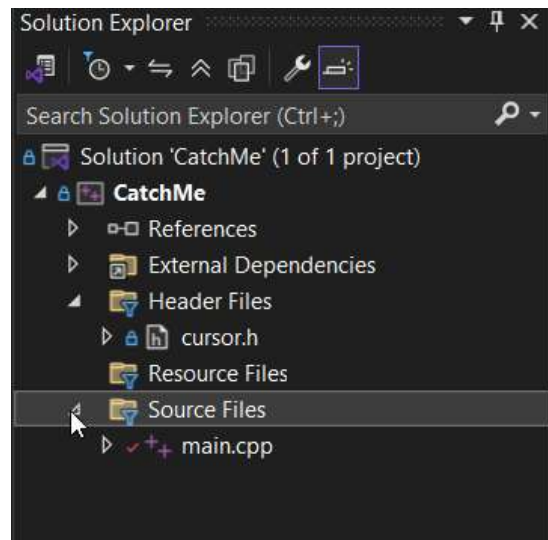 Solution Explorer
Search Solution Explorer (Ctrl+;)
Solution 'CatchMe' (1 of 1 project)
CatchMe
References
External Dependencies
Header Files
cursor.h
Resource Files
Source Files
main.cpp